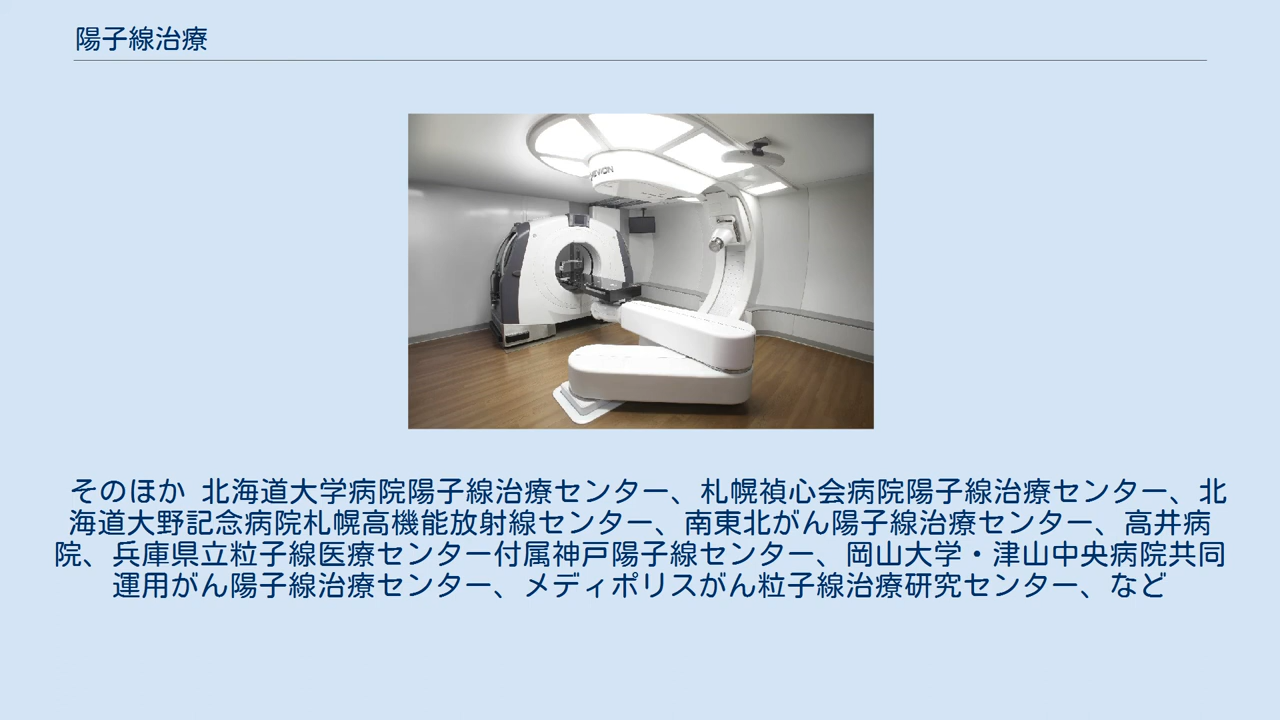 陽子線治療
そのほか 北海道大学病院陽子線治療センター、札幌禎心会病院陽子線治療センター、北
海道大野記念病院札幌高機能放射線センター、南東北がん陽子線治療センター、高井病
院、兵庫県立粒子線医療センター付属神戸陽子線センター、岡山大学・津山中央病院共同
運用がん陽子線治療センター、メディポリスがん粒子線治療研究センター、など